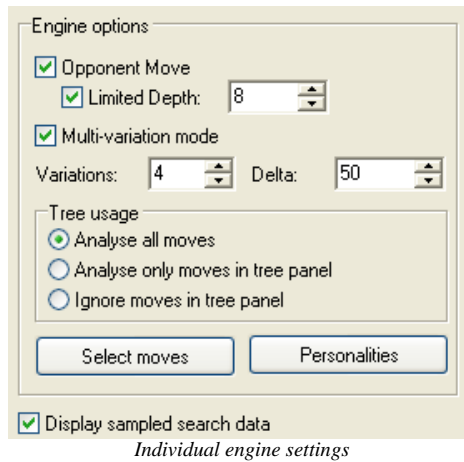 Engine options
Opponent Move
Limited Depth: 8
Multi-variation mode
Variations: 4 Delta: 50
Tree usage
Analyse all moves
Analyse only moves in tree panel
Ignore moves in tree panel
Select moves Personalities
Display sampled search data
Individual engine settings